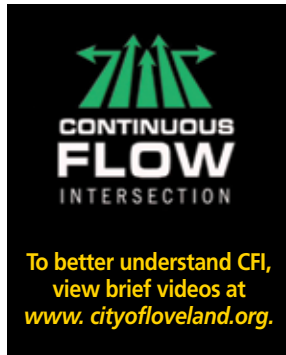 CONTINUOUS
FLOW
INTERSECTION
To better understand CFI,
view brief videos at
www. cityofloveland.org.